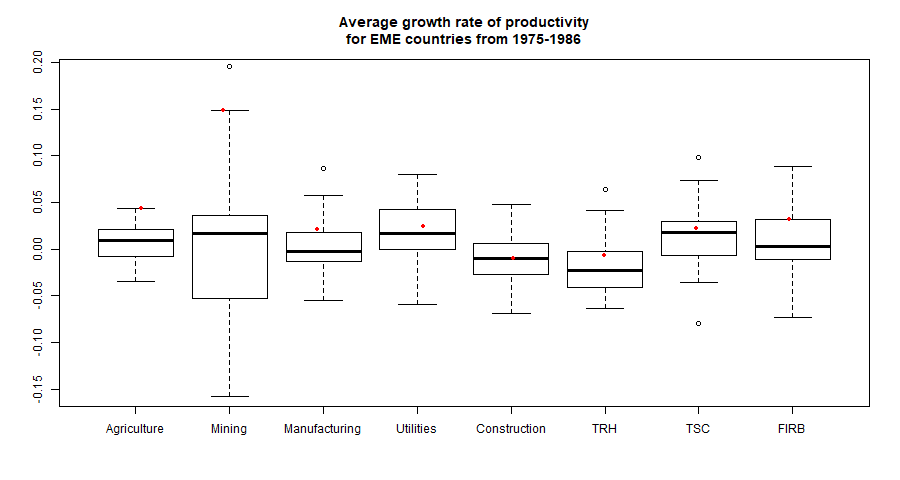 Average growth rate of productivity
for EME countries from 1975-1986
0.20
0.15
0.10
0.05
0.00
-0.05
-0.10
-0.15
Agriculture Mining Manufacturing Utilities Construction TRH TSC FIRB